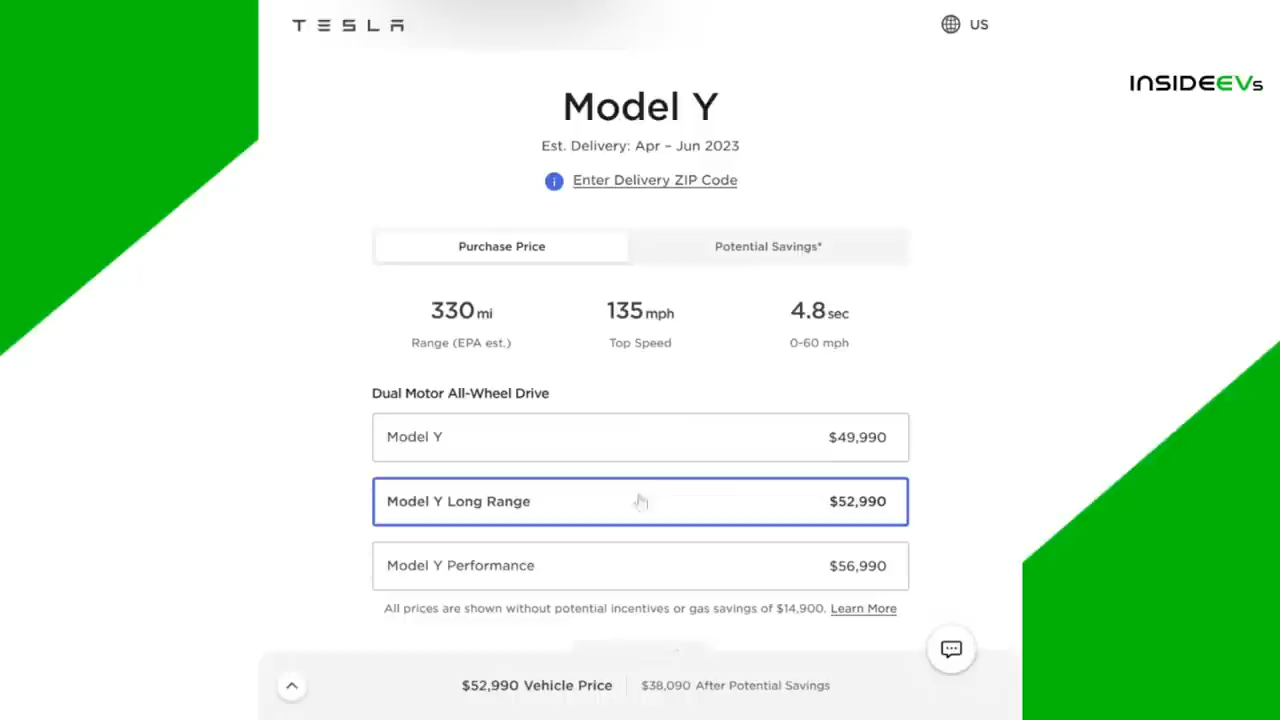 TESLA
US
INSIDEEVs
Model Y
Est. Delivery: Apr – Jun 2023
Enter Delivery ZIP Code
Purchase Price
Potential Savings*
330 mi
135 mph
4.8 sec
Range (EPA est.)
Top Speed
0-60 mph
Dual Motor All-Wheel Drive
Model Y $49,990
Model Y Long Range $52,990
Model Y Performance $56,990
All prices are shown without potential incentives or gas savings of $14,900. Learn More
$52,990 Vehicle Price
$38,090 After Potential Savings